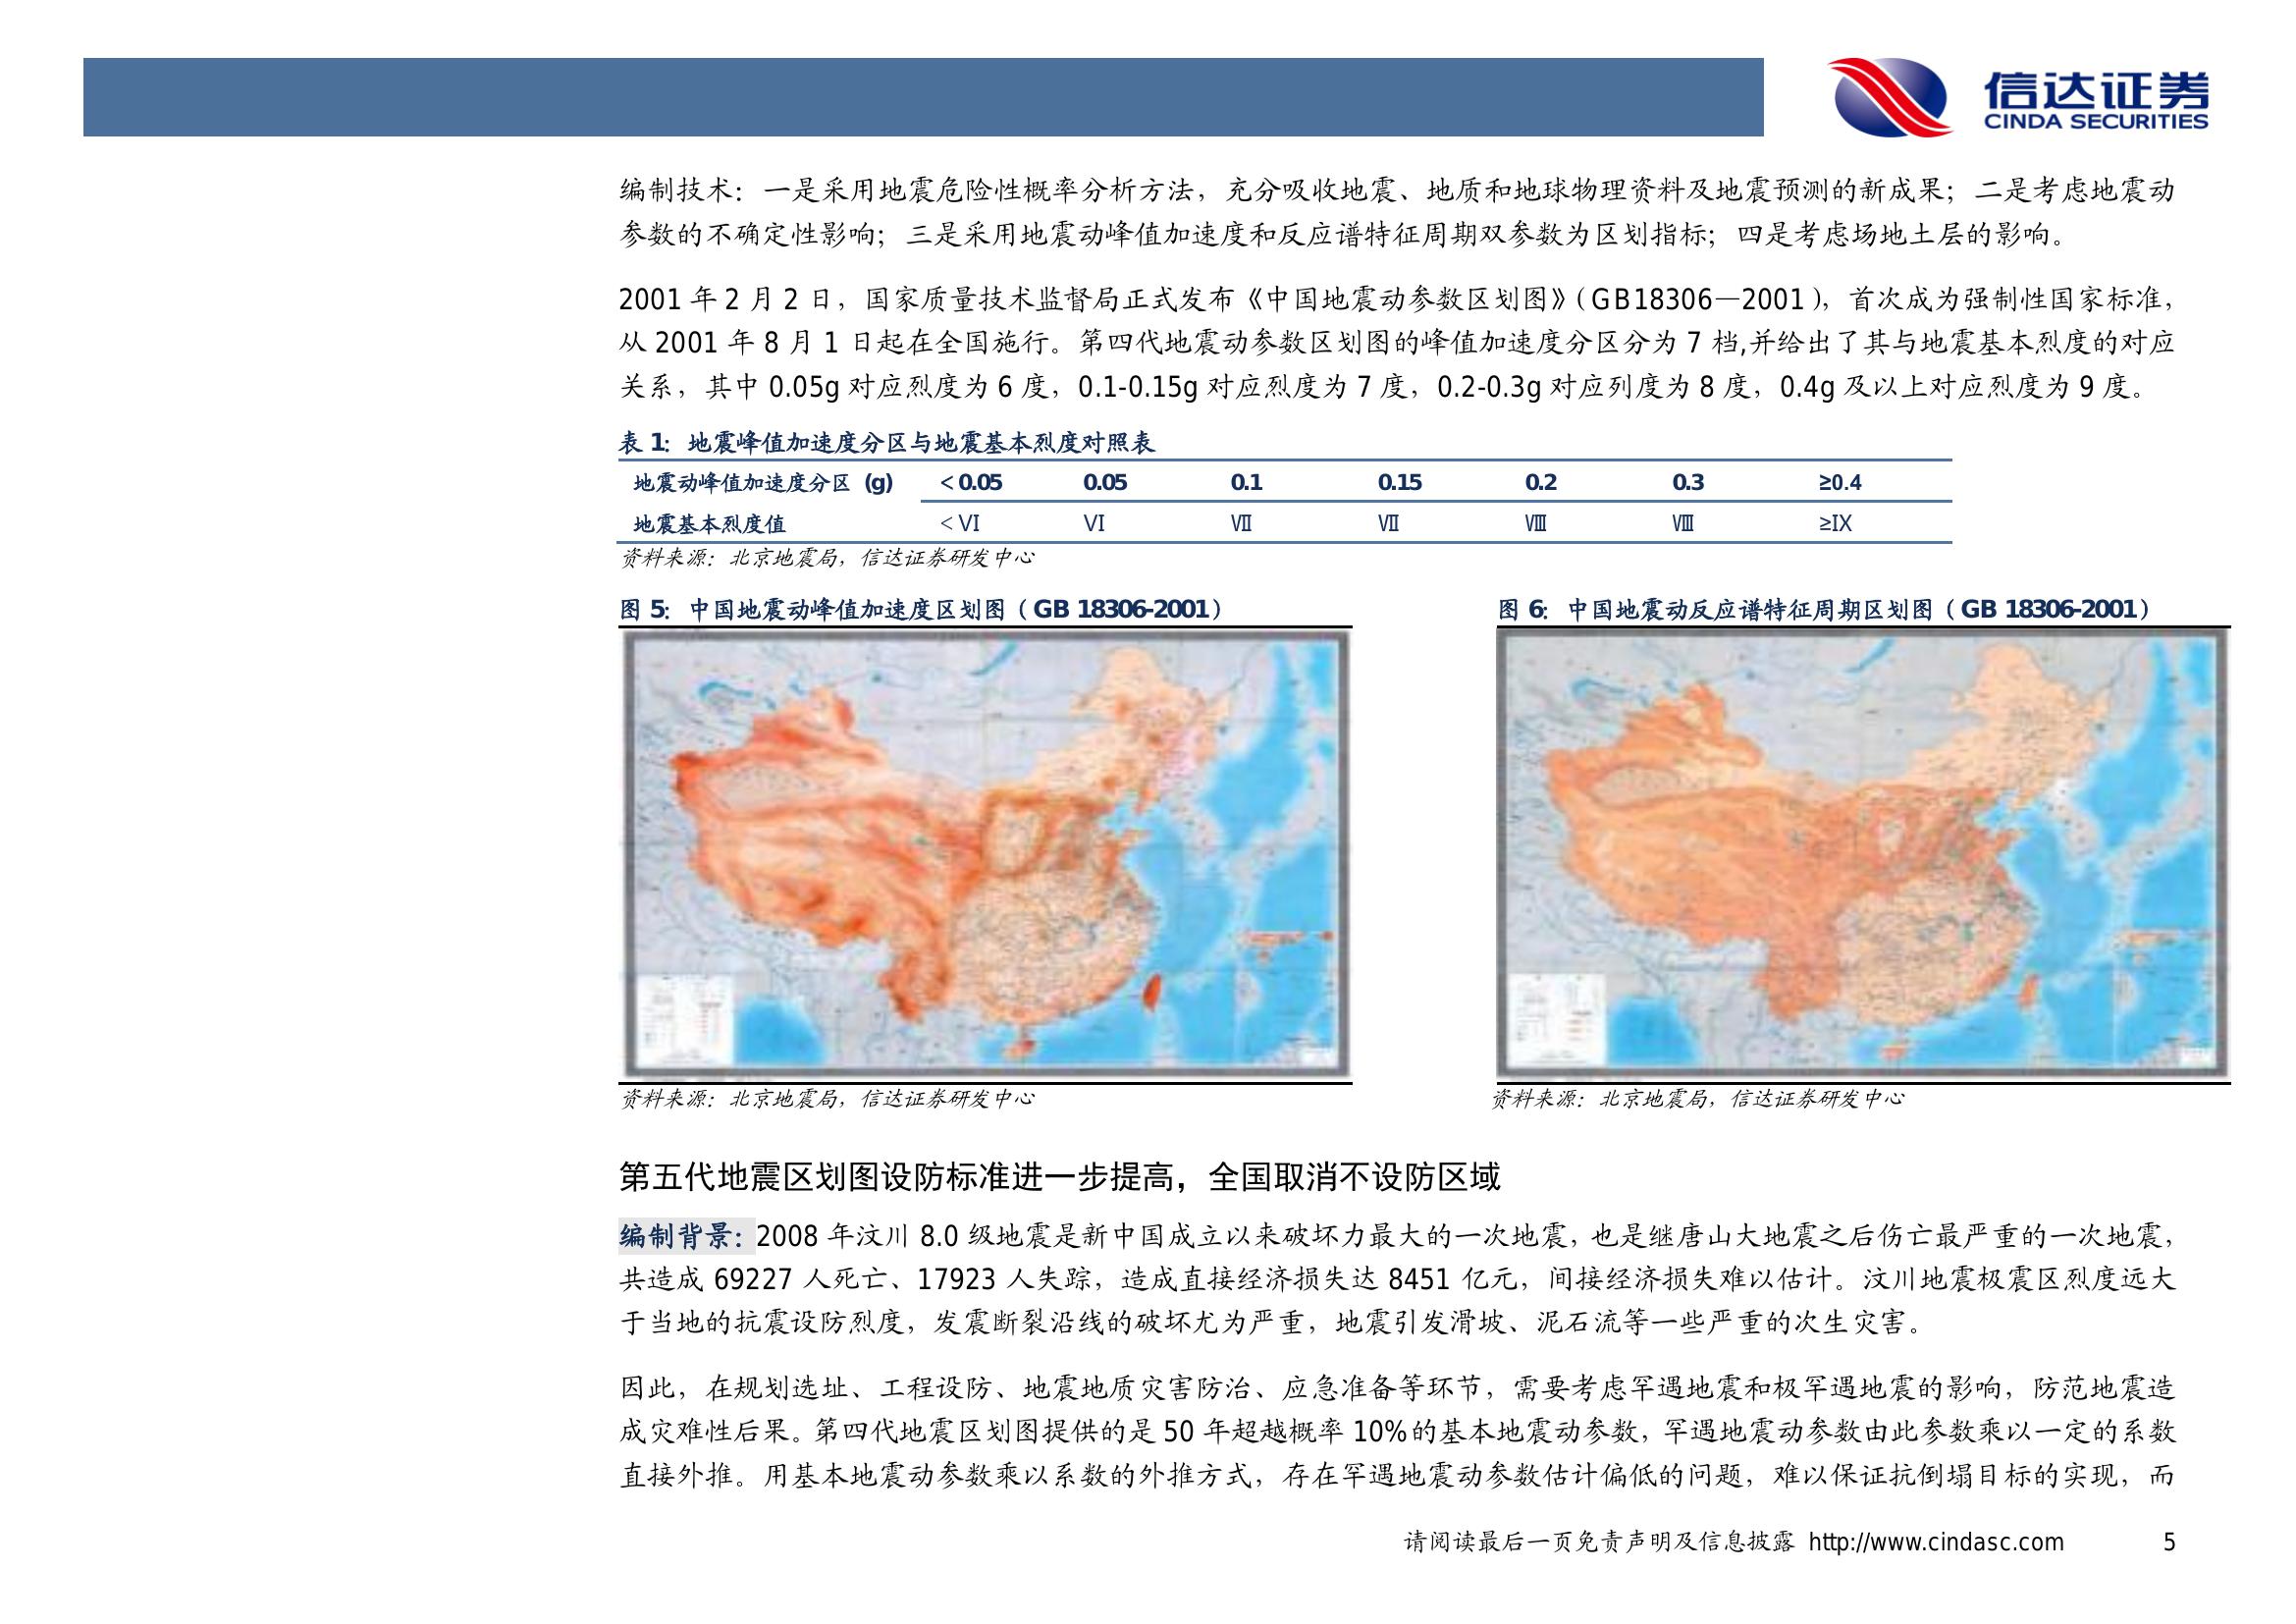 信达证券
CINDA SECURITIES
编制技术：一是采用地震危险性概率分析方法，充分吸收地震、地质和地球物理资料及地震预测的新成果；二是考虑地震动
参数的不确定性影响；三是采用地震动峰值加速度和反应谱特征周期双参数为区划指标；四是考虑场地土层的影响。
2001 年 2 月 2 日，国家质量技术监督局正式发布《中国地震动参数区划图》（GB18306—2001），首次成为强制性国家标准，
从 2001 年 8 月 1 日起在全国施行。第四代地震动参数区划图的峰值加速度分区分为 7 档,并给出了其与地震基本烈度的对应
关系，其中 0.05g 对应烈度为 6 度，0.1-0.15g 对应烈度为 7 度，0.2-0.3g 对应列度为 8 度，0.4g 及以上对应烈度为 9 度。
表 1：地震峰值加速度分区与地震基本烈度对照表
地震动峰值加速度分区 (g) ＜0.05 0.05 0.1 0.15 0.2 0.3 ≥0.4
地震基本烈度值 ＜Ⅵ Ⅵ Ⅶ Ⅶ Ⅷ Ⅷ ≥Ⅸ
资料来源：北京地震局，信达证券研发中心
图 5：中国地震动峰值加速度区划图（GB 18306-2001）
图 6：中国地震动反应谱特征周期区划图（GB 18306-2001）
资料来源：北京地震局，信达证券研发中心
资料来源：北京地震局，信达证券研发中心
第五代地震区划图设防标准进一步提高，全国取消不设防区域
编制背景：2008 年汶川 8.0 级地震是新中国成立以来破坏力最大的一次地震，也是继唐山大地震之后伤亡最严重的一次地震，
共造成 69227 人死亡、17923 人失踪，造成直接经济损失达 8451 亿元，间接经济损失难以估计。汶川地震极震区烈度远大
于当地的抗震设防烈度，发震断裂沿线的破坏尤为严重，地震引发滑坡、泥石流等一些严重的次生灾害。
因此，在规划选址、工程设防、地震地质灾害防治、应急准备等环节，需要考虑罕遇地震和极罕遇地震的影响，防范地震造
成灾难性后果。第四代地震区划图提供的是 50 年超越概率 10%的基本地震动参数，罕遇地震动参数由此参数乘以一定的系数
直接外推。用基本地震动参数乘以系数的外推方式，存在罕遇地震动参数估计偏低的问题，难以保证抗倒塌目标的实现，而
请阅读最后一页免责声明及信息披露 http://www.cindasc.com 5